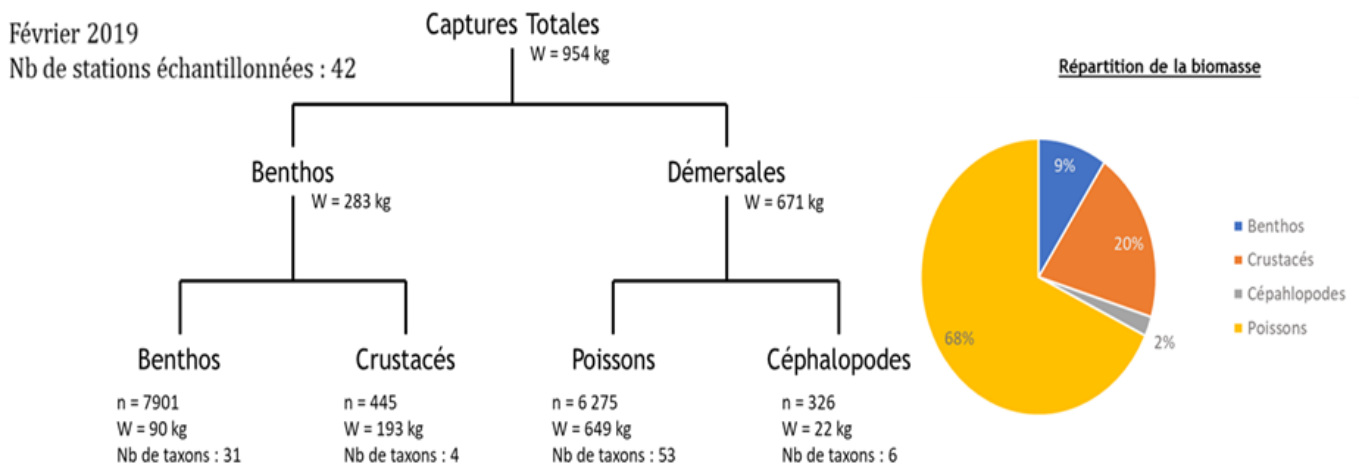 Février 2019
Nb de stations échantillonnées : 42
Captures Totales
W = 954 kg
Benthos
W = 283 kg
Démersales
W = 671 kg
Benthos
n = 7901
W = 90 kg
Nb de taxons : 31
Crustacés
n = 445
W = 193 kg
Nb de taxons : 4
Poissons
n = 6 275
W = 649 kg
Nb de taxons : 53
Céphalopodes
n = 326
W = 22 kg
Nb de taxons : 6
Répartition de la biomasse
9%
20%
2%
68%
Benthos
Crustacés
Cépahlopodes
Poissons